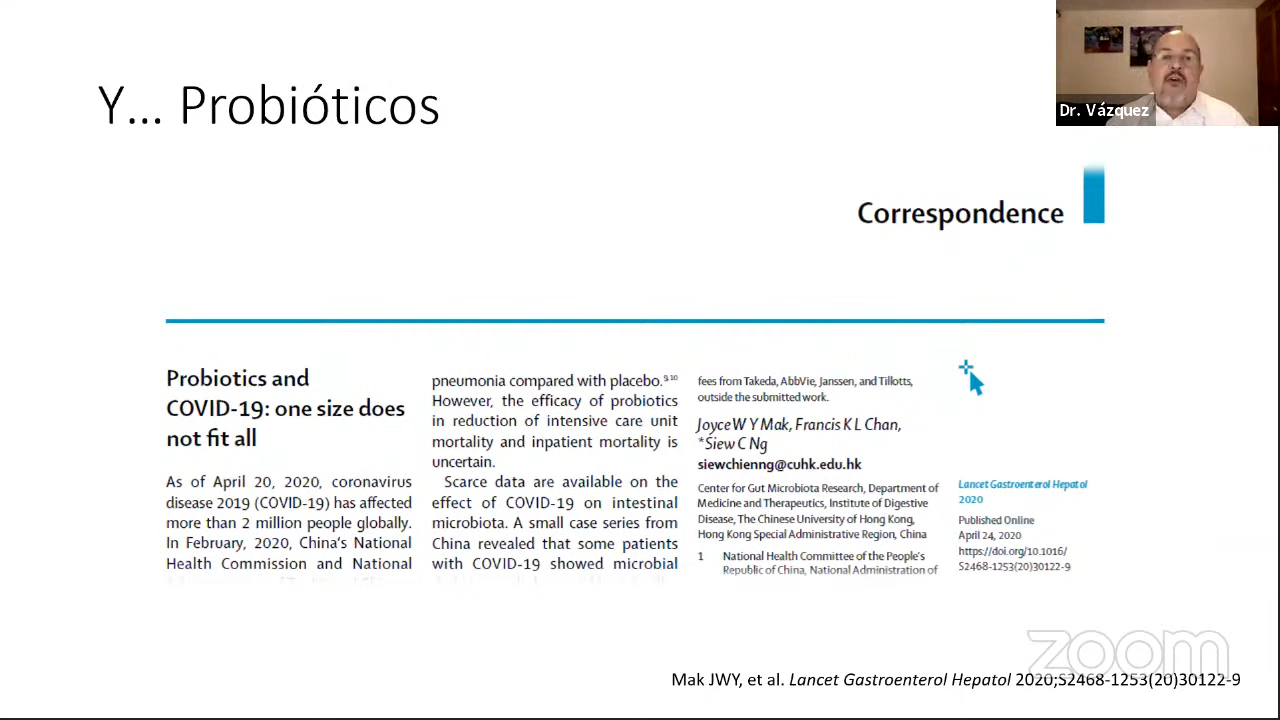 Y... Probióticos
Dr. Vázquez
Correspondence
Probiotics and
COVID-19: one size does
not fit all
As of April 20, 2020, coronavirus
disease 2019 (COVID-19) has affected
more than 2 million people globally.
In February, 2020, China's National
Health Commission and National
pneumonia compared with placebo.9,10
However, the efficacy of probiotics
in reduction of intensive care unit
mortality and inpatient mortality is
uncertain.
Scarce data are available on the
effect of COVID-19 on intestinal
microbiota. A small case series from
China revealed that some patients
with COVID-19 showed microbial
fees from Takeda, AbbVie, Janssen, and Tillotts,
outside the submitted work.
Joyce W Y Mak, Francis K L Chan,
*Siew C Ng
siewchienng@cuhk.edu.hk
Center for Gut Microbiota Research, Department of
Medicine and Therapeutics, Institute of Digestive
Disease, The Chinese University of Hong Kong,
Hong Kong Special Administrative Region, China
1 National Health Committee of the People's
Republic of China, National Administration of
Lancet Gastroenterol Hepatol
2020
Published Online
April 24, 2020
https://doi.org/10.1016/
S2468-1253(20)30122-9
zoom
Mak JWY, et al. Lancet Gastroenterol Hepatol 2020;S2468-1253(20)30122-9